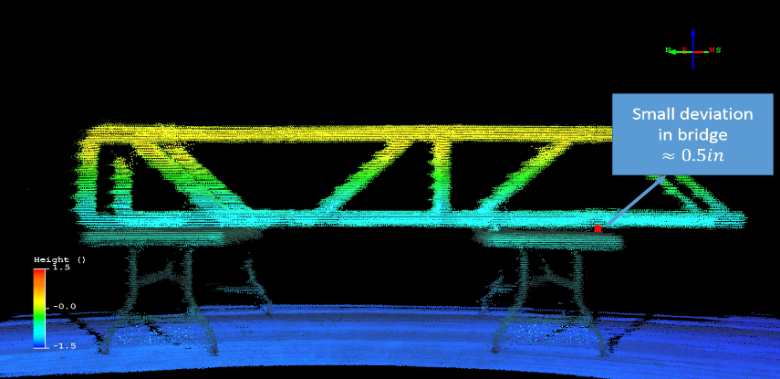 Small deviation
in bridge
≈ 0.5in
Height ()
1.5
-0.0
-1.5